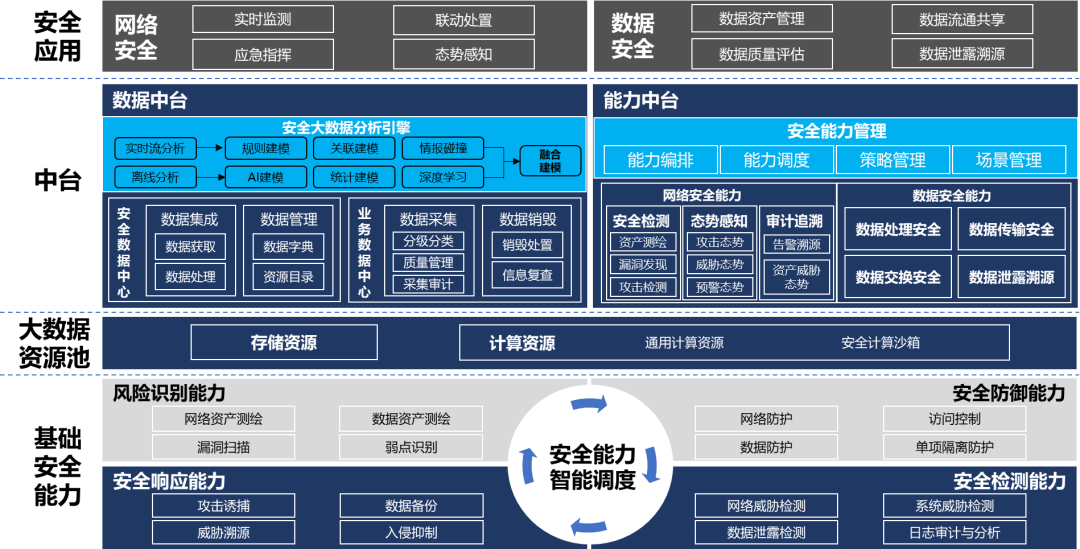 安全
应用
网络
安全
实时监测
联动处置
应急指挥
态势感知
数据
安全
数据资产管理
数据流通共享
数据质量评估
数据泄露溯源
中台
数据中台
安全大数据分析引擎
实时流分析
规则建模
关联建模
情报碰撞
离线分析
AI建模
统计建模
深度学习
融合
建模
安全数据中心
数据集成
数据获取
数据处理
数据管理
数据字典
资源目录
业务数据中心
数据采集
分级分类
质量管理
采集审计
数据销毁
销毁处置
信息复查
能力中台
安全能力管理
能力编排
能力调度
策略管理
场景管理
网络安全能力
安全检测
资产测绘
漏洞发现
攻击检测
态势感知
攻击态势
威胁态势
预警态势
审计追溯
告警溯源
资产威胁
态势
数据安全能力
数据处理安全
数据传输安全
数据交换安全
数据泄露溯源
大数据
资源池
存储资源
计算资源
通用计算资源
安全计算沙箱
基础
安全
能力
风险识别能力
网络资产测绘
数据资产测绘
漏洞扫描
弱点识别
安全防御能力
网络防护
访问控制
数据防护
单项隔离防护
安全能力
智能调度
安全响应能力
攻击诱捕
数据备份
威胁溯源
入侵抑制
安全检测能力
网络威胁检测
系统威胁检测
数据泄露检测
日志审计与分析